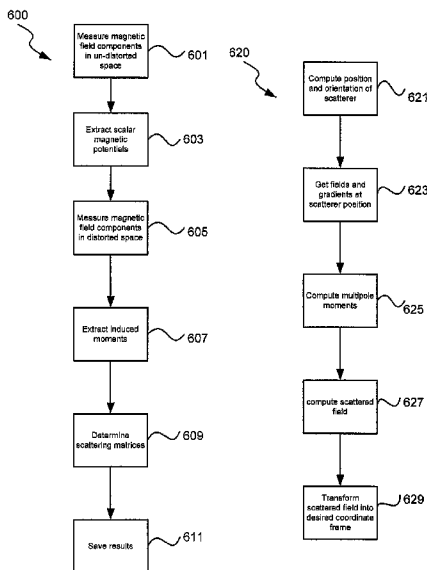 600
Measure magnetic
field components
in un-distorted
space
601
Extract scalar
magnetic
potentials
603
Measure magnetic
field components
in distorted space
605
Extract induced
moments
607
Determine
scattering matrices
609
Save results
611
620
Compute position
and orientation of
scatterer
621
Get fields and
gradients at
scatterer position
623
Compute multipole
moments
625
compute scattered
field
627
Transform
scattered field into
desired coordinate
frame
629